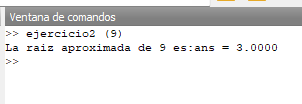 Ventana de comandos
>> ejercicio2 (9)
La raiz aproximada de 9 es:ans = 3.0000
>>